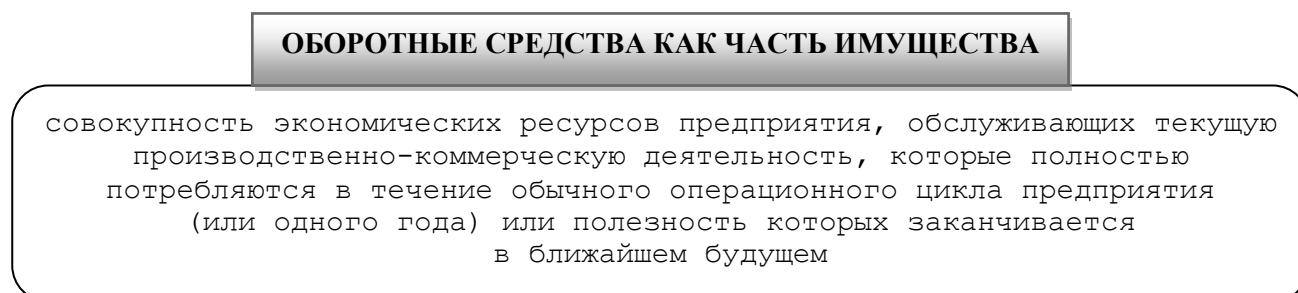 ОБОРОТНЫЕ СРЕДСТВА КАК ЧАСТЬ ИМУЩЕСТВА
совокупность экономических ресурсов предприятия, обслуживающих текущую
производственно-коммерческую деятельность, которые полностью
потребляются в течение обычного операционного цикла предприятия
(или одного года) или полезность которых заканчивается
в ближайшем будущем